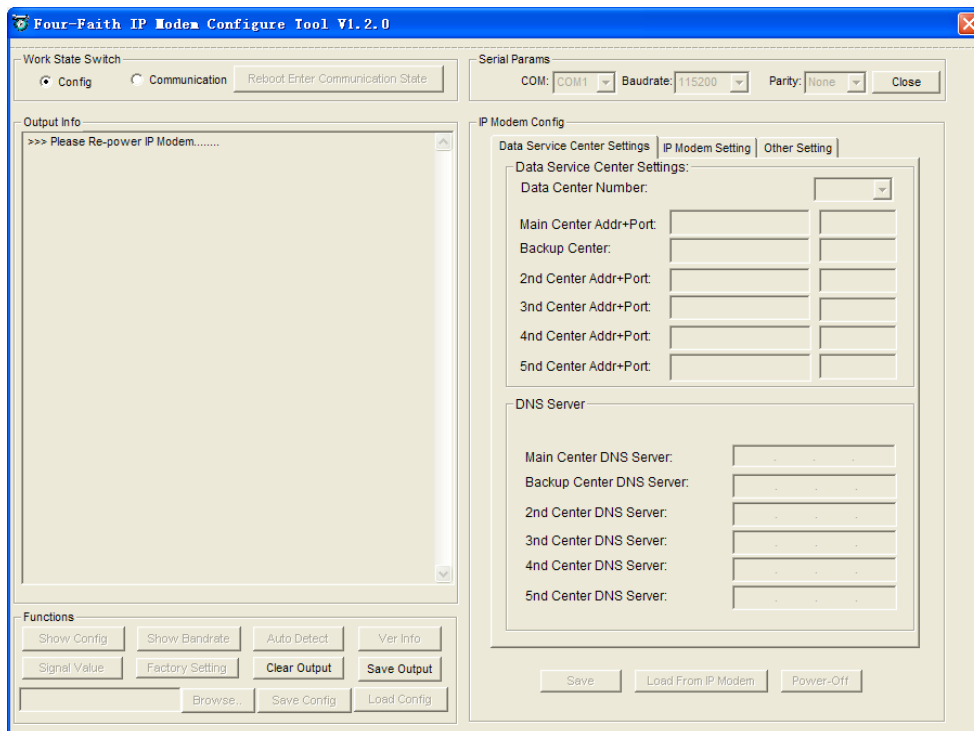 Four-Faith IP Modem Configure Tool V1.2.0
Work State Switch
Config
Communication
Reboot Enter Communication State
Serial Params
COM: COM1
Baudrate: 115200
Parity: None
Close
Output Info
>>> Please Re-power IP Modem........
Functions
Show Config
Show Bandrate
Auto Detect
Ver Info
Signal Value
Factory Setting
Clear Output
Save Output
Browse..
Save Config
Load Config
IP Modem Config
Data Service Center Settings
IP Modem Setting
Other Setting
Data Service Center Settings:
Data Center Number:
Main Center Addr+Port:
Backup Center:
2nd Center Addr+Port:
3nd Center Addr+Port:
4nd Center Addr+Port:
5nd Center Addr+Port:
DNS Server
Main Center DNS Server:
Backup Center DNS Server:
2nd Center DNS Server:
3nd Center DNS Server:
4nd Center DNS Server:
5nd Center DNS Server:
Save
Load From IP Modem
Power-Off